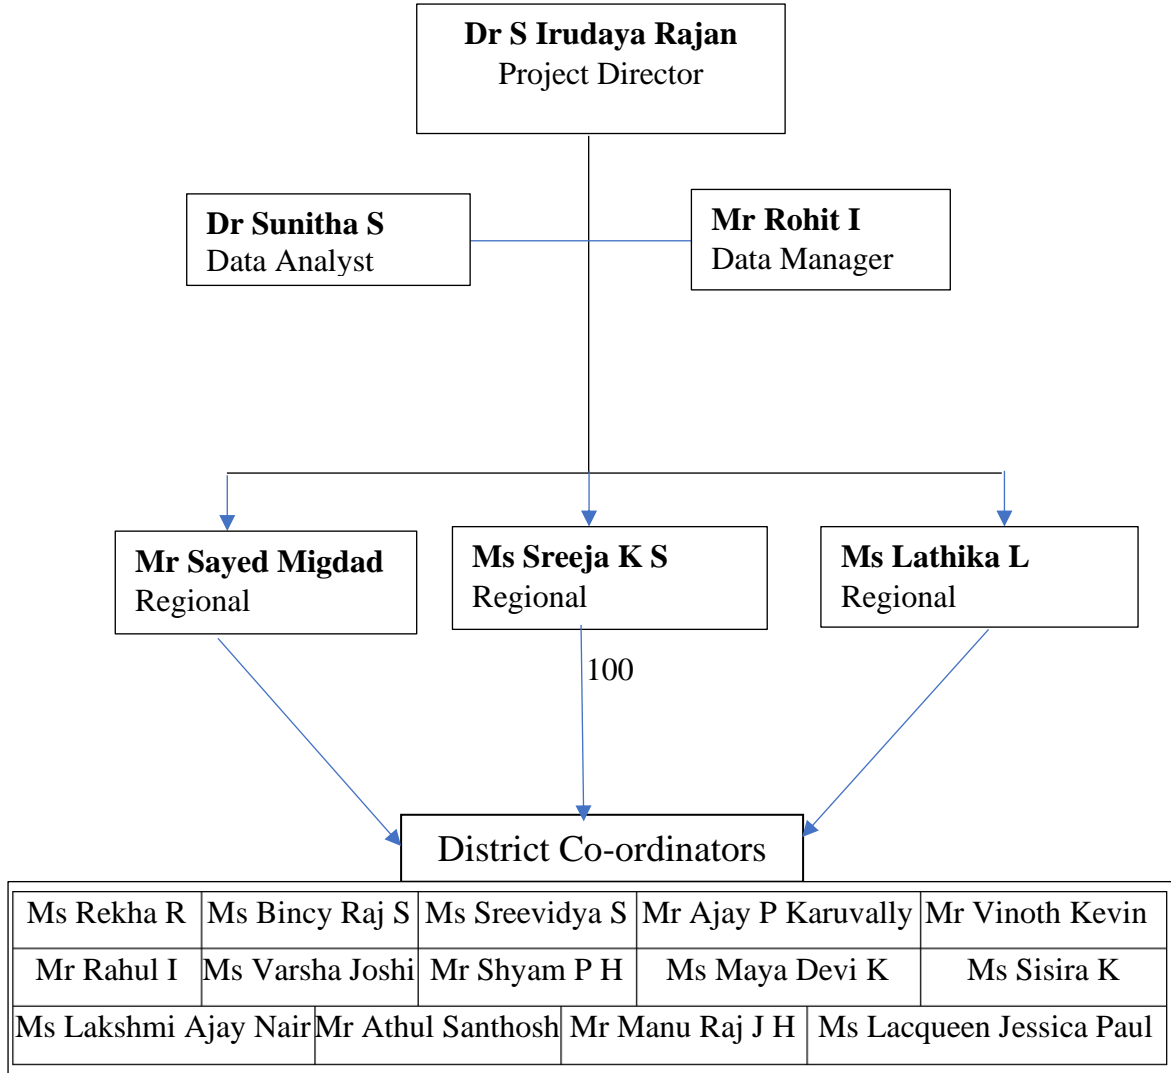 Dr S Irudaya Rajan
Project Director
Dr Sunitha S
Data Analyst
Mr Rohit I
Data Manager
Mr Sayed Migdad
Regional
Ms Sreeja K S
Regional
Ms Lathika L
Regional
100
District Co-ordinators
Ms Rekha R Ms Bincy Raj S Ms Sreevidya S Mr Ajay P Karuvally Mr Vinoth Kevin
Mr Rahul I Ms Varsha Joshi Mr Shyam P H Ms Maya Devi K Ms Sisira K
Ms Lakshmi Ajay Nair Mr Athul Santhosh Mr Manu Raj J H Ms Lacqueen Jessica Paul